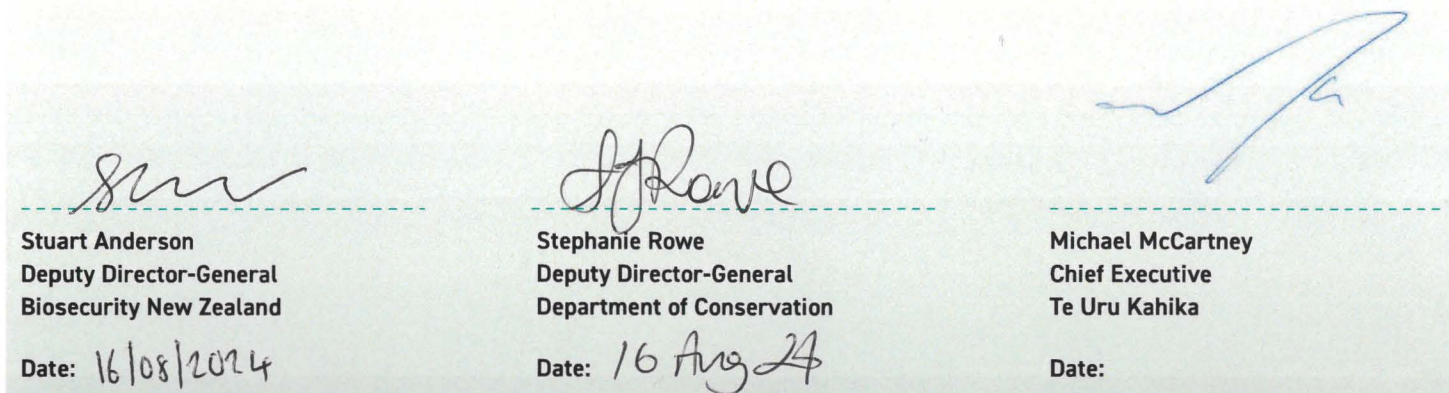 SJRowe
Stuart Anderson
Deputy Director-General
Biosecurity New Zealand
Date: 16/08/2024
Stephanie Rowe
Deputy Director-General
Department of Conservation
Date: 16 Aug 24
Michael McCartney
Chief Executive
Te Uru Kahika
Date: